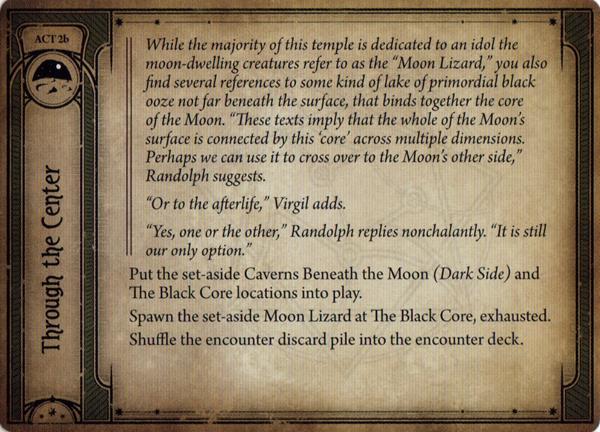 ACT 2b
Through the Center
While the majority of this temple is dedicated to an idol the
moon-dwelling creatures refer to as the “Moon Lizard,” you also
find several references to some kind of lake of primordial black
ooze not far beneath the surface, that binds together the core
of the Moon. “These texts imply that the whole of the Moon’s
surface is connected by this ‘core’ across multiple dimensions.
Perhaps we can use it to cross over to the Moon’s other side,”
Randolph suggests.
“Or to the afterlife,” Virgil adds.
“Yes, one or the other,” Randolph replies nonchalantly. “It is still
our only option.”
Put the set-aside Caverns Beneath the Moon (Dark Side) and
The Black Core locations into play.
Spawn the set-aside Moon Lizard at The Black Core, exhausted.
Shuffle the encounter discard pile into the encounter deck.